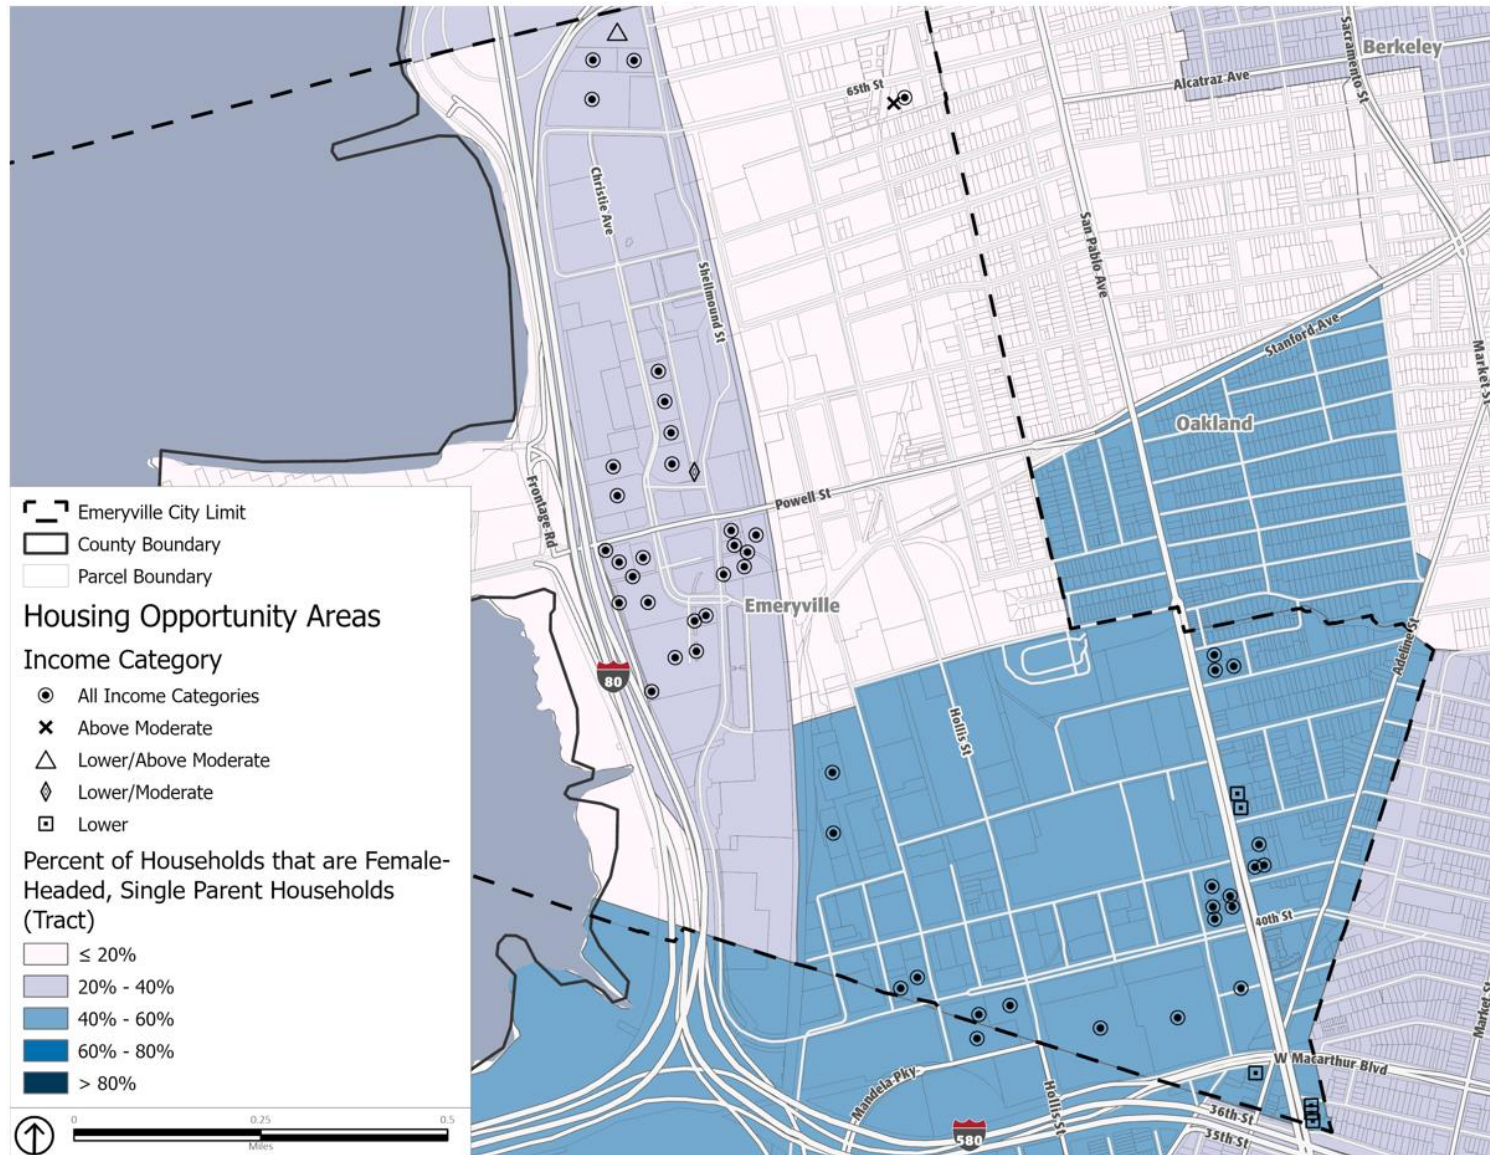 Berkeley
Sacramento St
Alcatraz Ave
65th St
Christie Ave
San Pablo Ave
Shellmound St
Stanford Ave
Market St
Oakland
Powell St
Frontage Rd
Emeryville
Adeline St
80
Hollis St
40th St
Market St
W Macarthur Blvd
Mandela Pky
Hollis St
36th St
35th St
580
Emeryville City Limit
County Boundary
Parcel Boundary
Housing Opportunity Areas
Income Category
All Income Categories
Above Moderate
Lower/Above Moderate
Lower/Moderate
Lower
Percent of Households that are Female-
Headed, Single Parent Households
(Tract)
≤ 20%
20% - 40%
40% - 60%
60% - 80%
> 80%
0 0.25 0.5
Miles